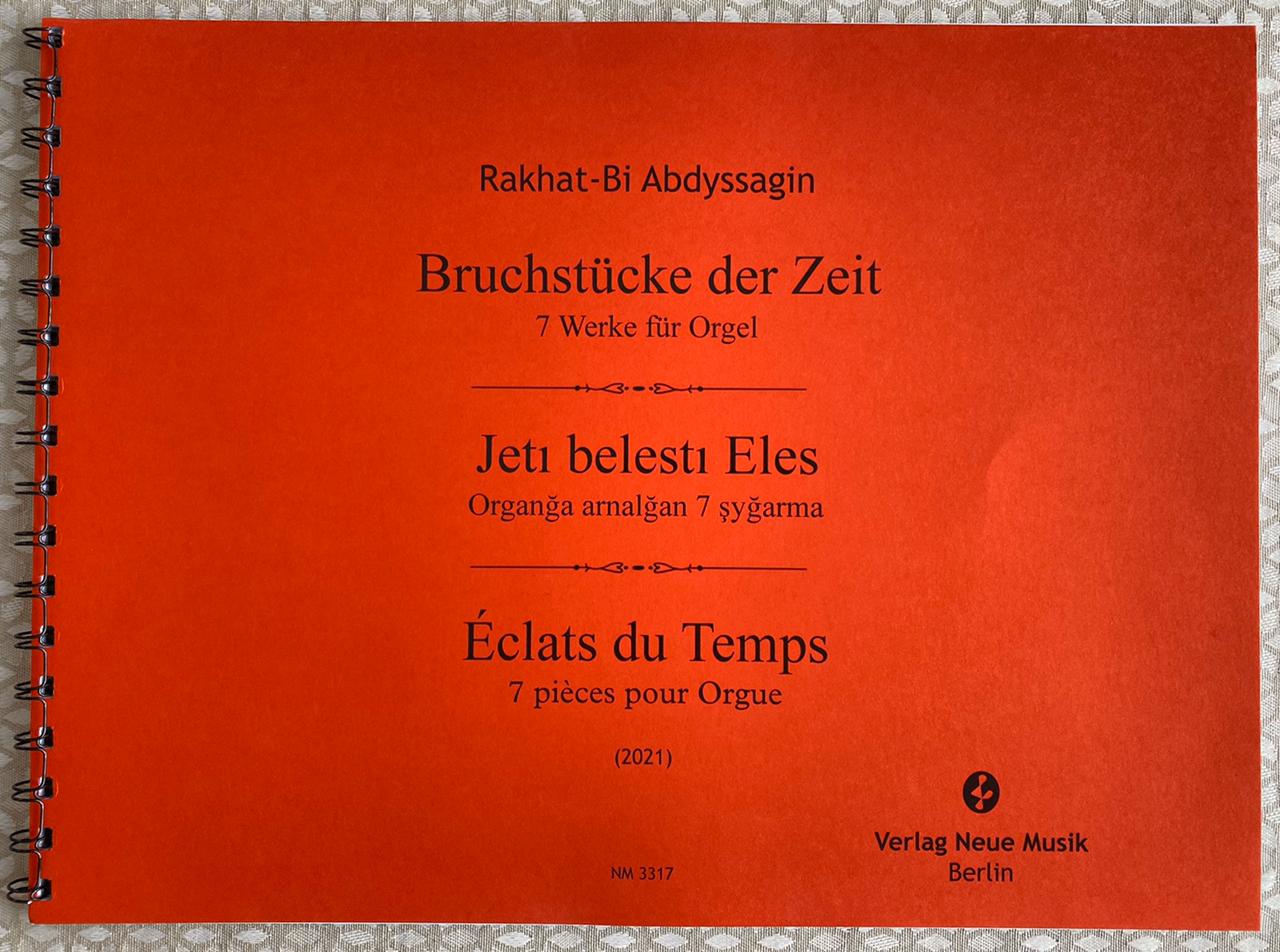 Rakhat-Bi Abdyssagin
Bruchstücke der Zeit
7 Werke für Orgel
Jetı belestı Eles
Organğa arnalğan 7 şyğarma
Éclats du Temps
7 pièces pour Orgue
(2021)
Verlag Neue Musik
Berlin
NM 3317